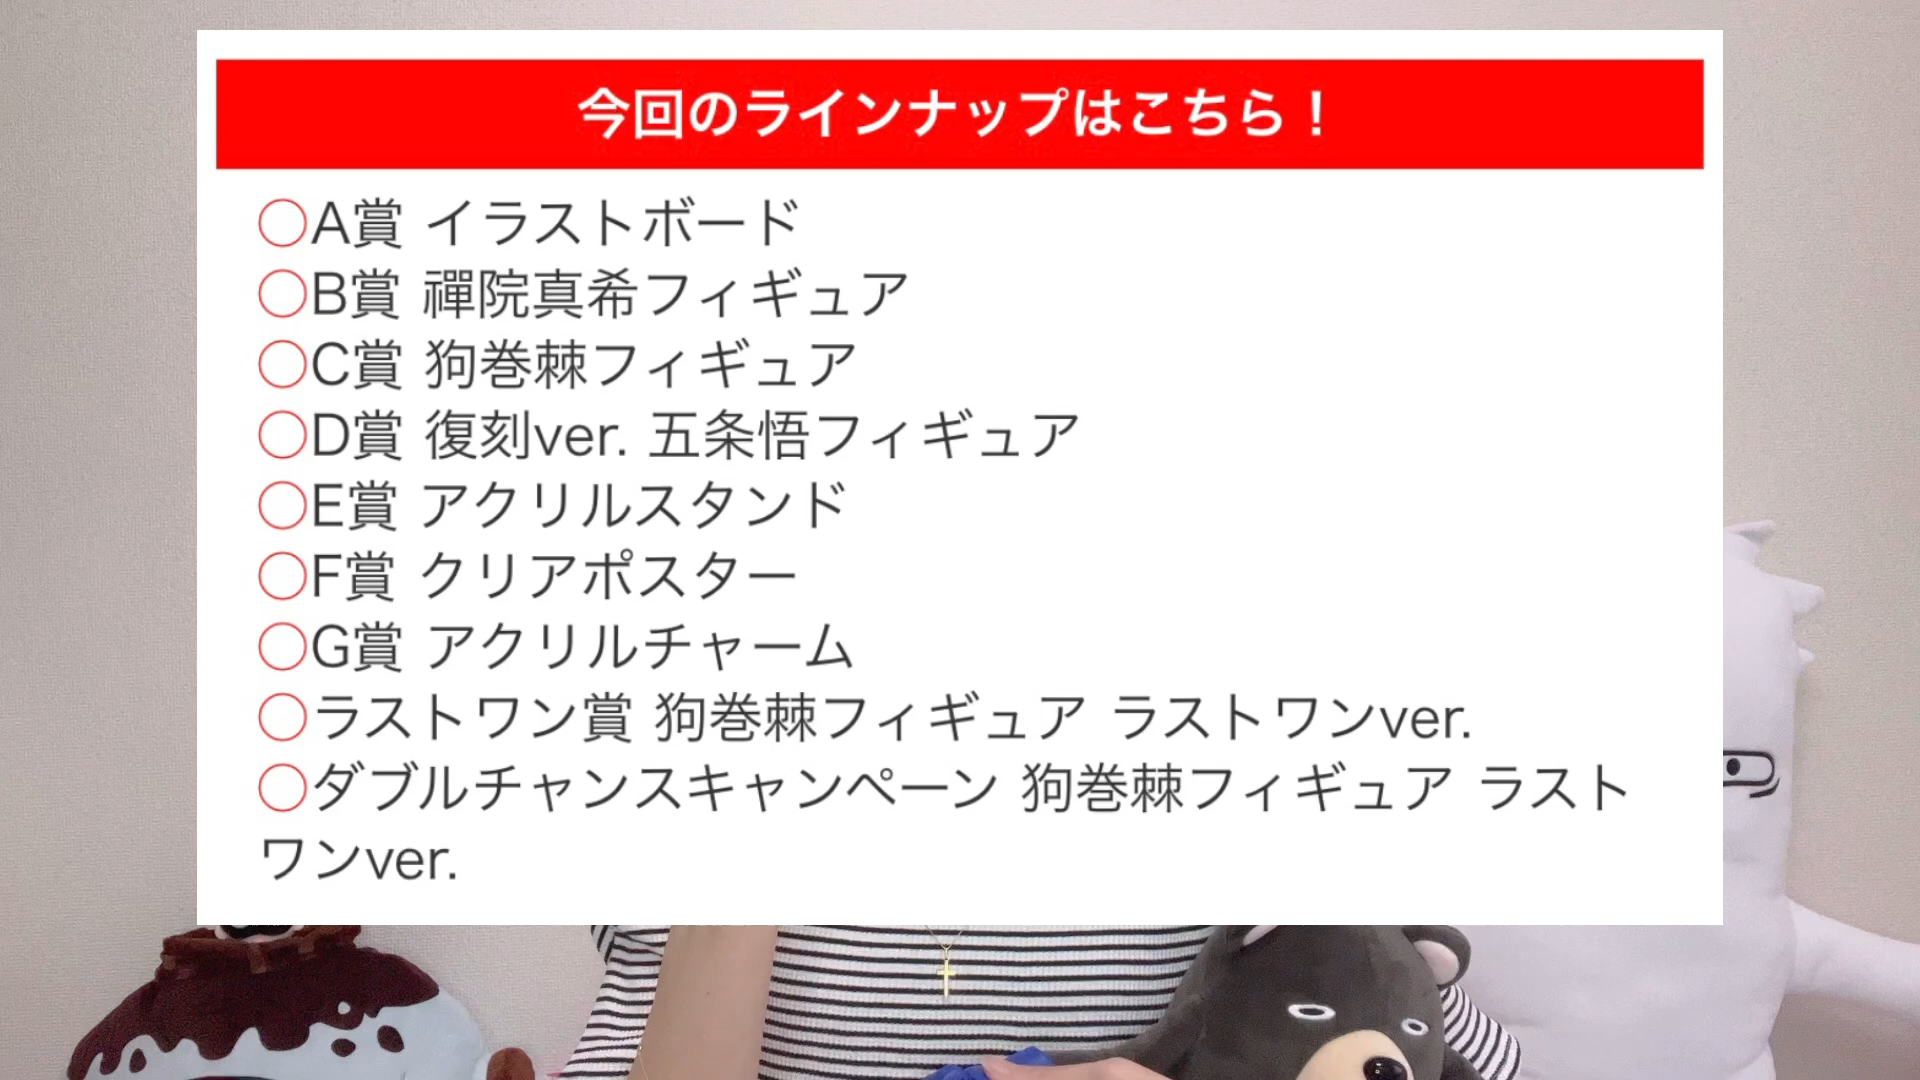 今回のラインナップはこちら！
○A賞 イラストボード
○B賞 禪院真希フィギュア
○C賞 狗巻棘フィギュア
○D賞 復刻ver. 五条悟フィギュア
○E賞 アクリルスタンド
○F賞 クリアポスター
○G賞 アクリルチャーム
○ラストワン賞 狗巻棘フィギュア ラストワンver.
○ダブルチャンスキャンペーン 狗巻棘フィギュア ラスト
ワンver.